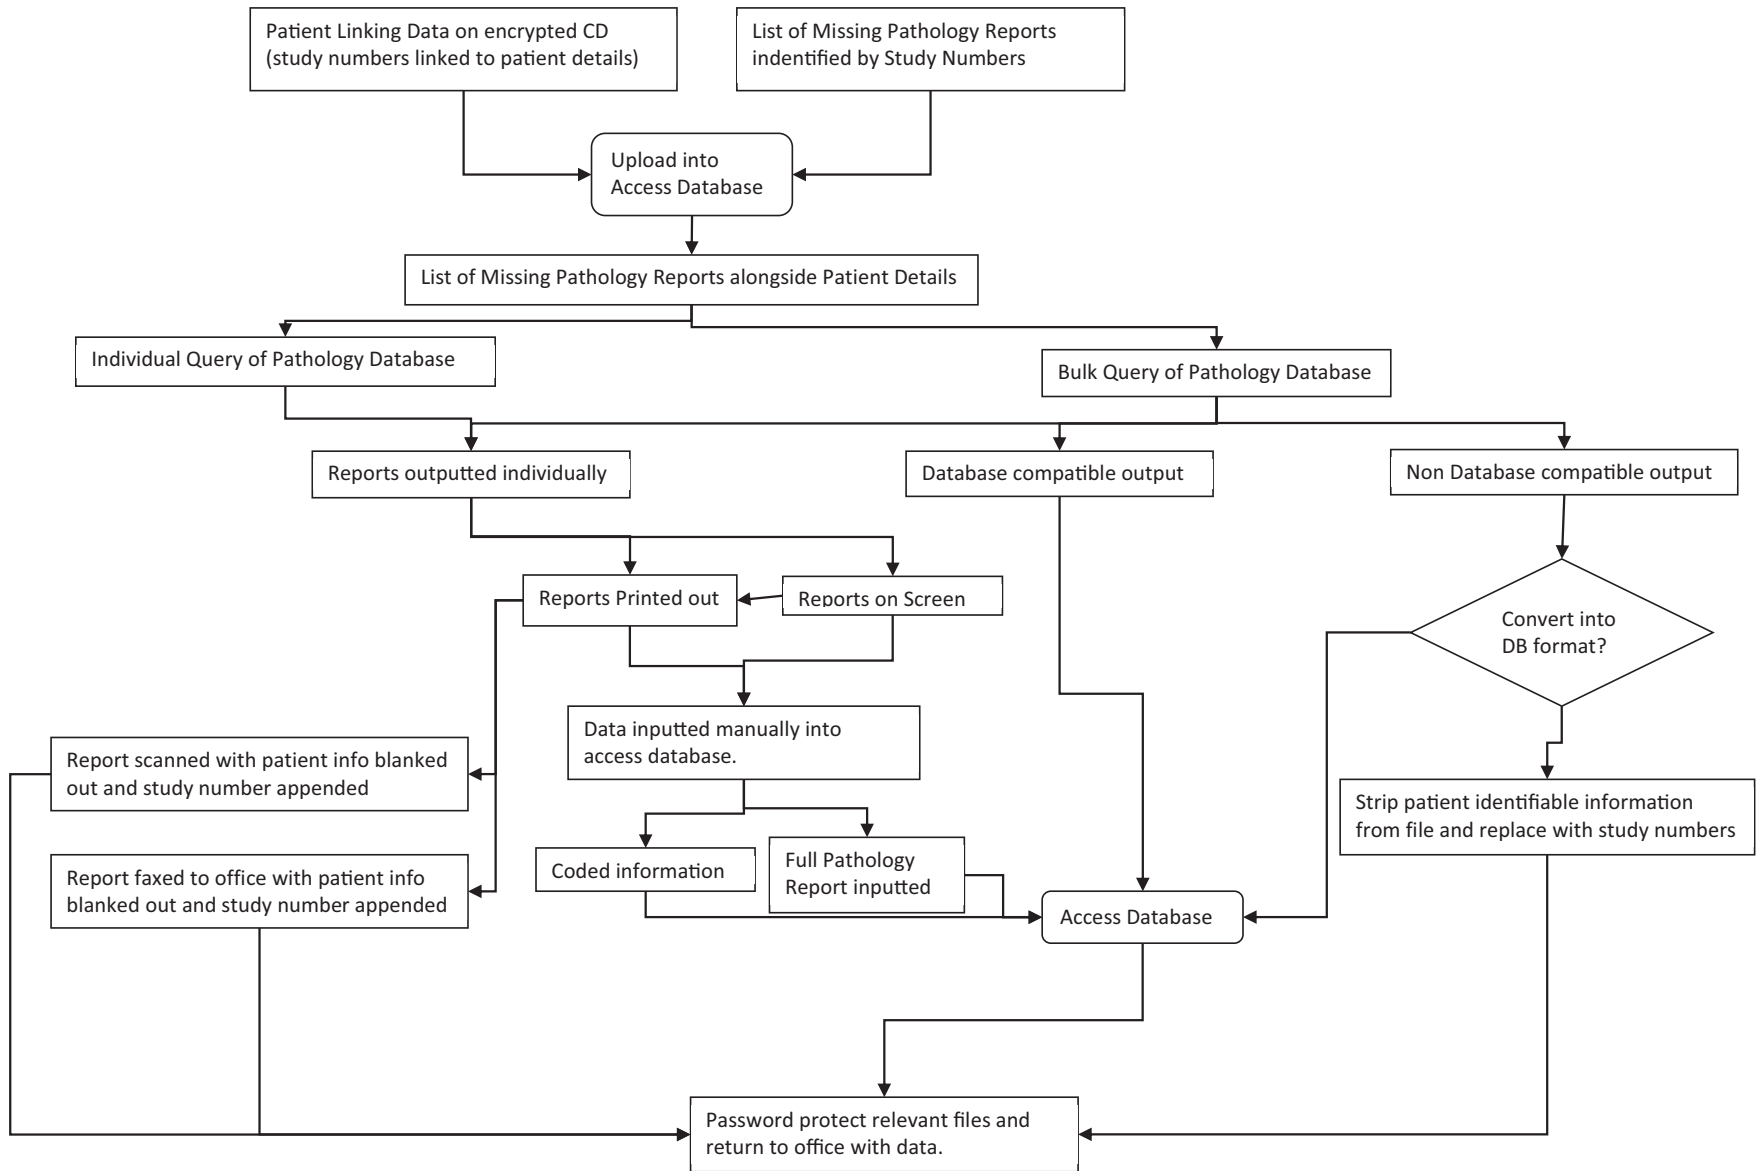 Patient Linking Data on encrypted CD
(study numbers linked to patient details)
List of Missing Pathology Reports
indentified by Study Numbers
Upload into
Access Database
List of Missing Pathology Reports alongside Patient Details
Individual Query of Pathology Database
Bulk Query of Pathology Database
Reports outputted individually
Database compatible output
Non Database compatible output
Reports Printed out
Reports on Screen
Convert into
DB format?
Data inputted manually into
access database.
Report scanned with patient info blanked
out and study number appended
Strip patient identifiable information
from file and replace with study numbers
Coded information
Full Pathology
Report inputted
Report faxed to office with patient info
blanked out and study number appended
Access Database
Password protect relevant files and
return to office with data.